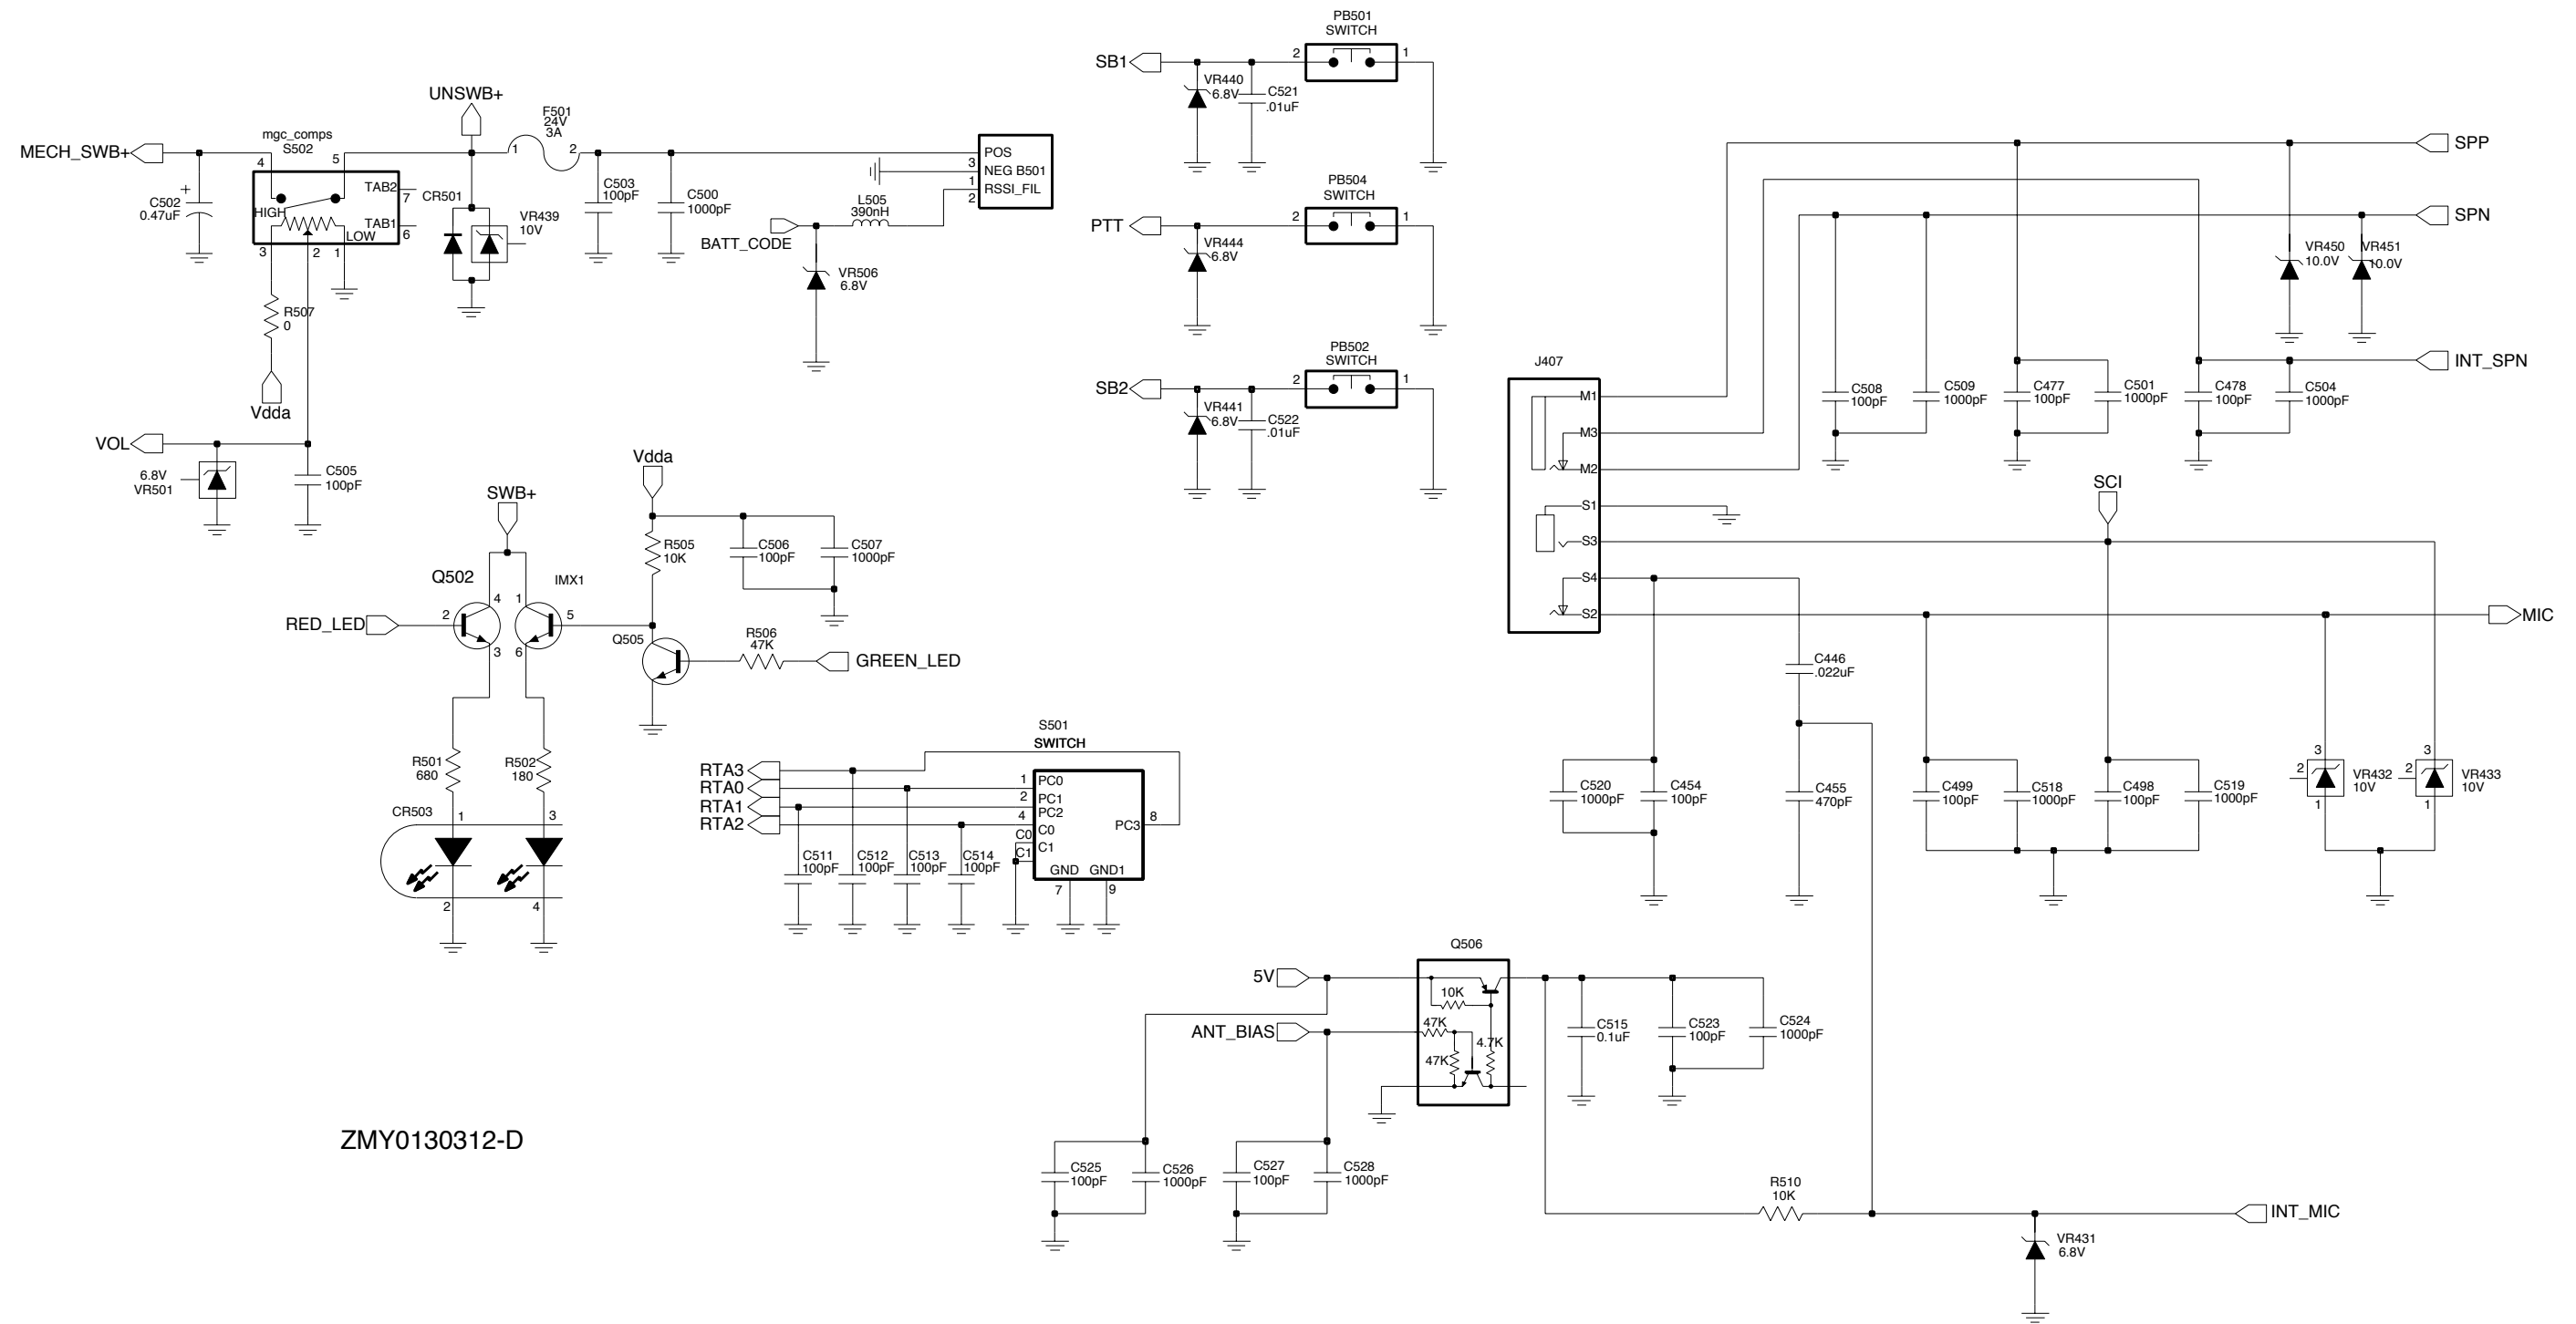 PB501
SWITCH
SB1
2
1
VR440
6.8V
C521
.01uF
UNSWB+
F501
24V
3A
mgc_comps
S502
MECH_SWB+
4
5
1
2
POS
3
NEG B501
1
RSSI_FIL
2
C502
0.47uF
+
TAB2
7
HIGH
TAB1
6
LOW
3
2
1
CR501
VR439
10V
C503
100pF
C500
1000pF
L505
390nH
BATT_CODE
VR506
6.8V
PB504
SWITCH
PTT
2
1
VR444
6.8V
SPP
SPN
VR450
10.0V
VR451
10.0V
R507
0
Vdda
PB502
SWITCH
SB2
2
1
VR441
6.8V
C522
.01uF
J407
INT_SPN
M1
M3
M2
S1
S3
S4
S2
C508
100pF
C509
1000pF
C477
100pF
C501
1000pF
C478
100pF
C504
1000pF
VOL
6.8V
VR501
C505
100pF
SWB+
Vdda
R505
10K
C506
100pF
C507
1000pF
SCI
Q502
IMX1
RED_LED
2
4
3
1
5
6
Q505
R506
47K
GREEN_LED
MIC
C446
.022uF
R501
680
R502
180
CR503
1
3
2
4
S501
SWITCH
RTA3
RTA0
RTA1
RTA2
1
PC0
2
PC1
PC2
4
C0
C0
C1
C1
PC3
8
GND
GND1
7
9
C511
100pF
C512
100pF
C513
100pF
C514
100pF
C520
1000pF
C454
100pF
C455
470pF
C499
100pF
C518
1000pF
C498
100pF
C519
1000pF
3
2
1
VR432
10V
3
2
1
VR433
10V
Q506
5V
10K
ANT_BIAS
47K
47K
4.7K
C515
0.1uF
C523
100pF
C524
1000pF
ZMY0130312-D
C525
100pF
C526
1000pF
C527
100pF
C528
1000pF
R510
10K
INT_MIC
VR431
6.8V